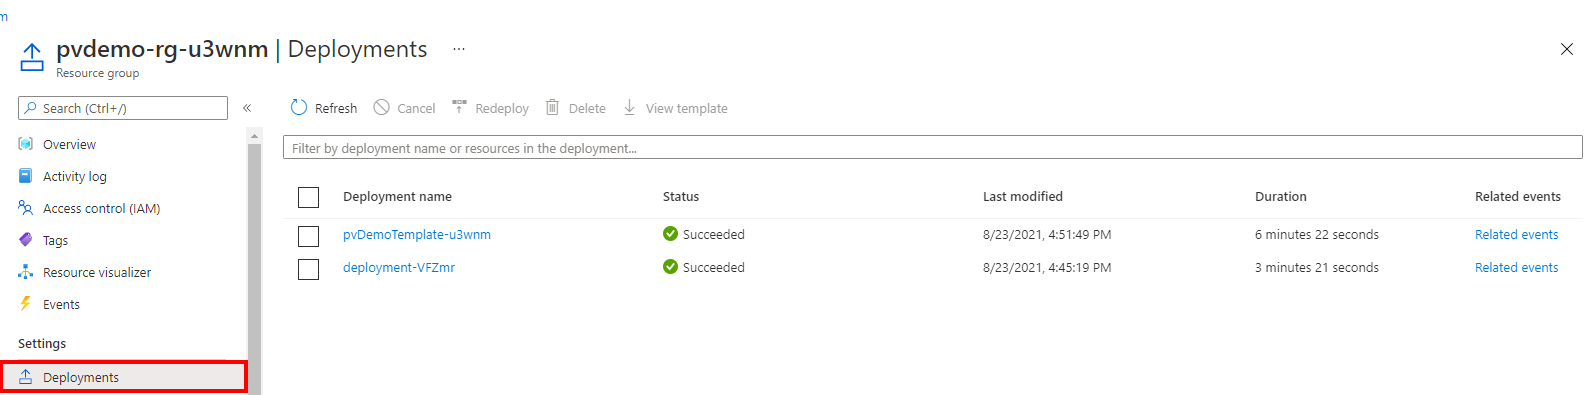 m
pvdemo-rg-u3wnm | Deployments ...
Resource group
Search (Ctrl+/)
«
Overview
Activity log
Access control (IAM)
Tags
Resource visualizer
Events
Settings
Deployments
Refresh Cancel Redeploy Delete View template
Filter by deployment name or resources in the deployment...
Deployment name Status Last modified Duration Related events
pvDemoTemplate-u3wnm Succeeded 8/23/2021, 4:51:49 PM 6 minutes 22 seconds Related events
deployment-VFZmr Succeeded 8/23/2021, 4:45:19 PM 3 minutes 21 seconds Related events